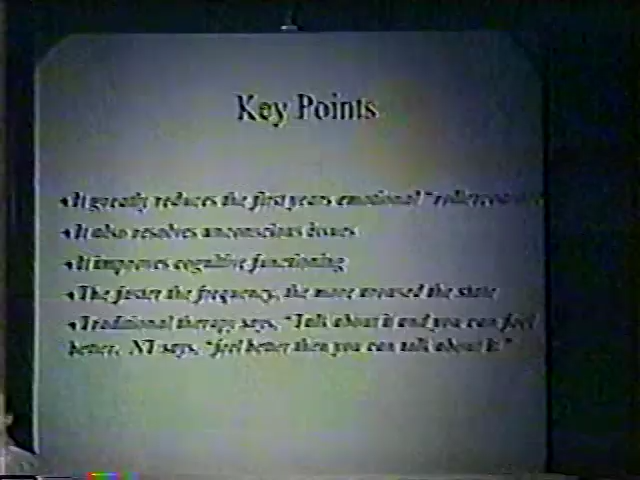 Key Points
• It greatly reduces the first years emotional "rollercoaster
• It also resolves unconscious issues
• It improves cognitive functioning
• The faster the frequency, the more aroused the state
• Traditional therapy says, "Talk about it and you can feel
better. NT says, "feel better then you can talk about it."